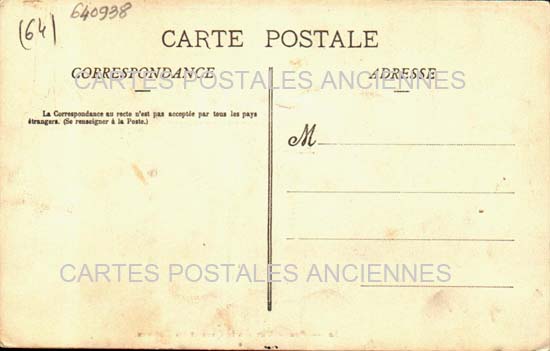 (64)
640938
CARTE POSTALE
CORRESPONDANCE
ADRESSE
CARTES POSTALES ANCIENNES
La Correspondance au recto n'est pas acceptée par tous les pays
étrangers. (Se renseigner à la Poste.)
M
CARTES POSTALES ANCIENNES